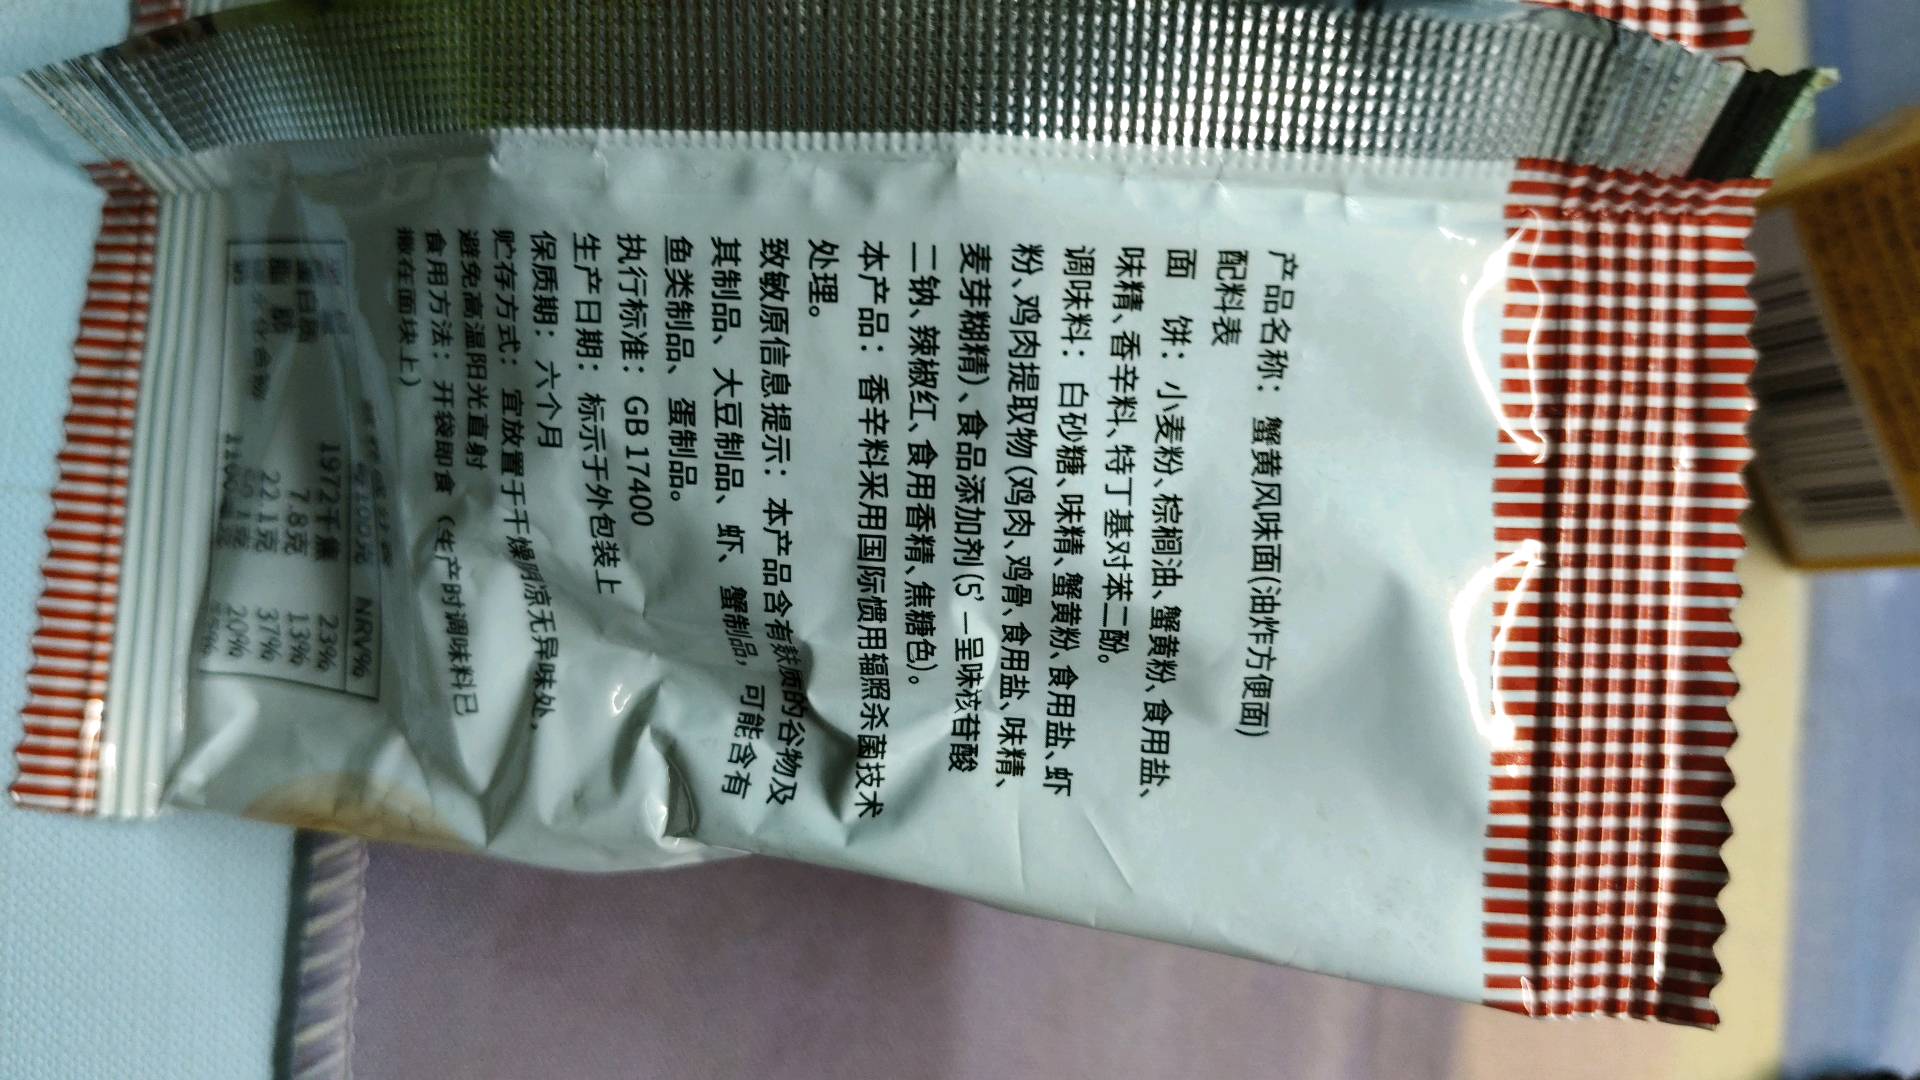 产品名称：蟹黄风味面(油炸方便面)
配料表
面 饼：小麦粉、棕榈油、蟹黄粉、食用盐、
味精、香辛料、特丁基对苯二酚。
调味料：白砂糖、味精、蟹黄粉、食用盐、虾
粉、鸡肉提取物(鸡肉、鸡骨、食用盐、味精、
麦芽糊精)、食品添加剂(5’－呈味核苷酸
二钠、辣椒红、食用香精、焦糖色)。
本产品：香辛料采用国际惯用辐照杀菌技术
处理。
致敏原信息提示：本产品含有麸质的谷物及
其制品、大豆制品、虾、蟹制品，可能含有
鱼类制品、蛋制品。
执行标准：GB 17400
生产日期：标示于外包装上
保质期：六个月
贮存方式：宜放置于干燥阴凉无异味处，
避免高温阳光直射
食用方法：开袋即食（生产时调味料已
撒在面块上）
每100克 NRV%
1972千焦 23%
蛋白质 7.8克 13%
脂肪 22.1克 37%
20%